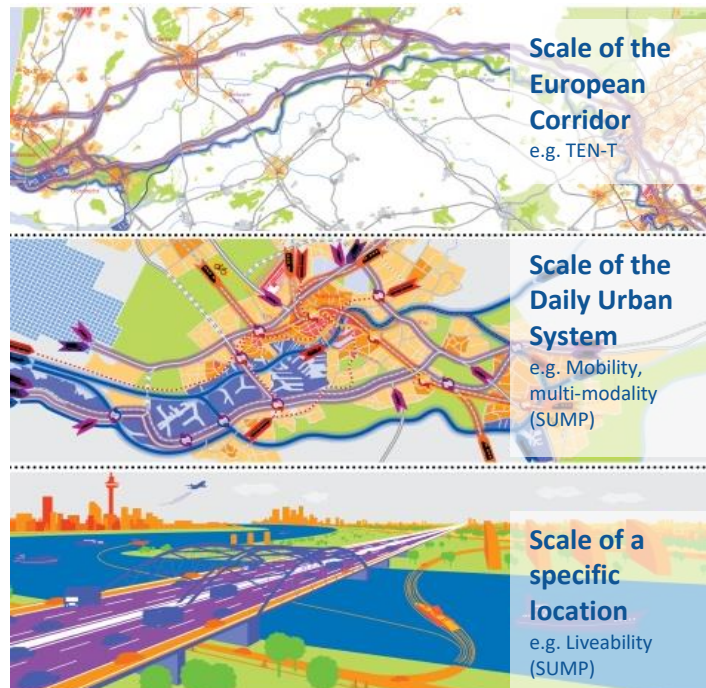 Scale of the
European
Corridor
e.g. TEN-T
Scale of the
Daily Urban
System
e.g. Mobility,
multi-modality
(SUMP)
Scale of a
specific
location
e.g. Liveability
(SUMP)